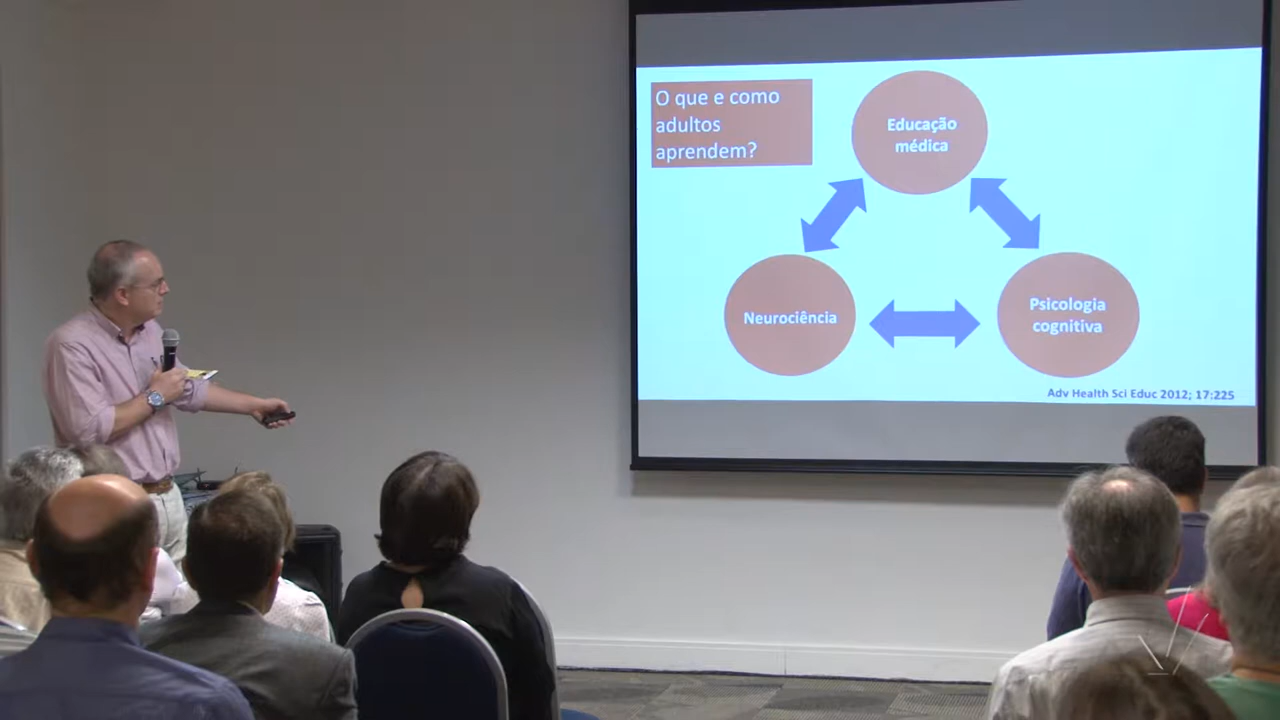 O que e como
adultos
aprendem?
Educação
médica
Neurociência
Psicologia
cognitiva
Adv Health Sci Educ 2012; 17:225